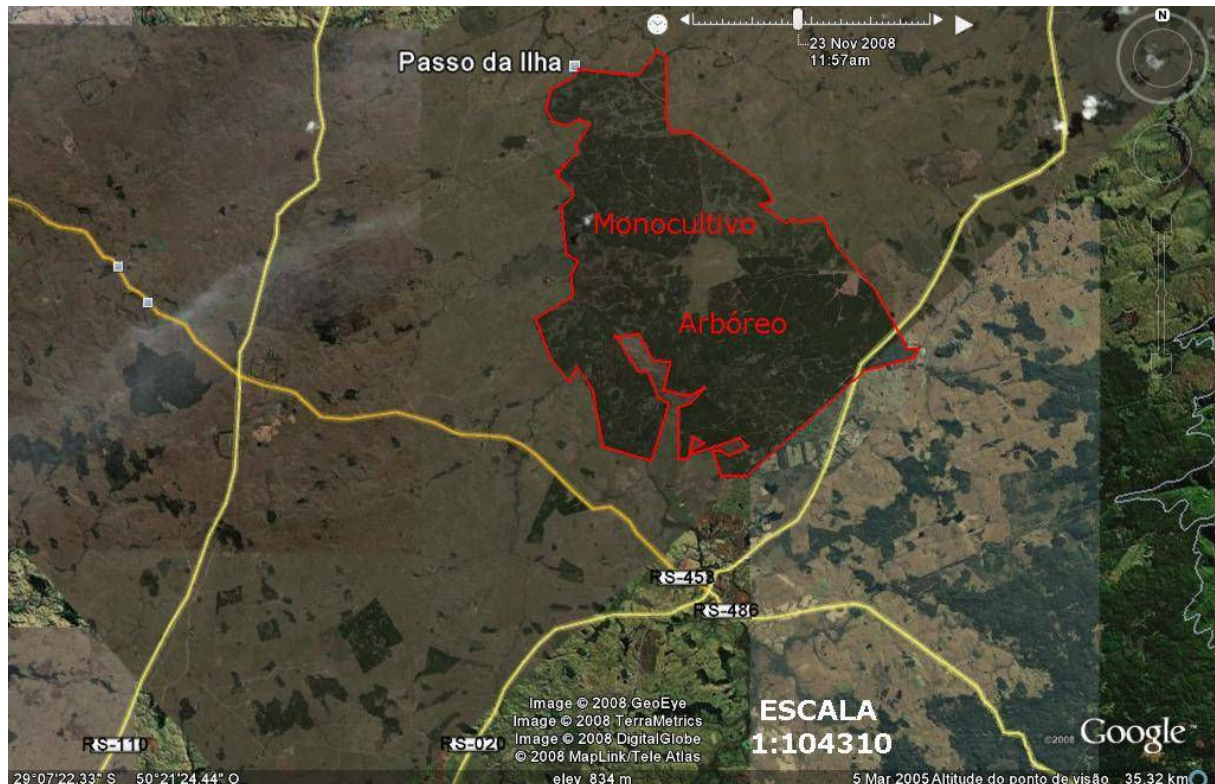 N
23 Nov 2008
11:57am
Passo da Ilha
Monocultivo
Arbóreo
RS-453
RS-486
RS-110
RS-020
Image © 2008 GeoEye
Image © 2008 TerraMetrics
Image © 2008 DigitalGlobe
© 2008 MapLink/Tele Atlas
ESCALA
1:104310
©2008 Google™
29°07'22.33" S 50°21'24.44" O elev 834 m 5 Mar 2005 Altitude do ponto de visão 35.32 km